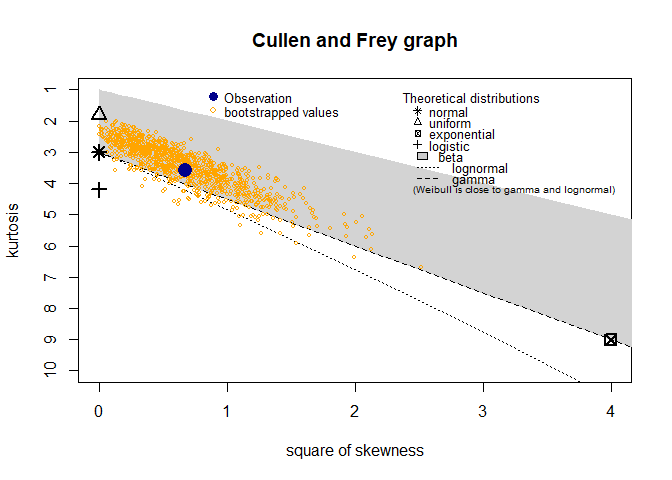 Cullen and Frey graph
Observation
bootstrapped values
Theoretical distributions
normal
uniform
exponential
logistic
beta
lognormal
gamma
(Weibull is close to gamma and lognormal)
kurtosis
1
2
3
4
5
6
7
8
9
10
0
1
2
3
4
square of skewness